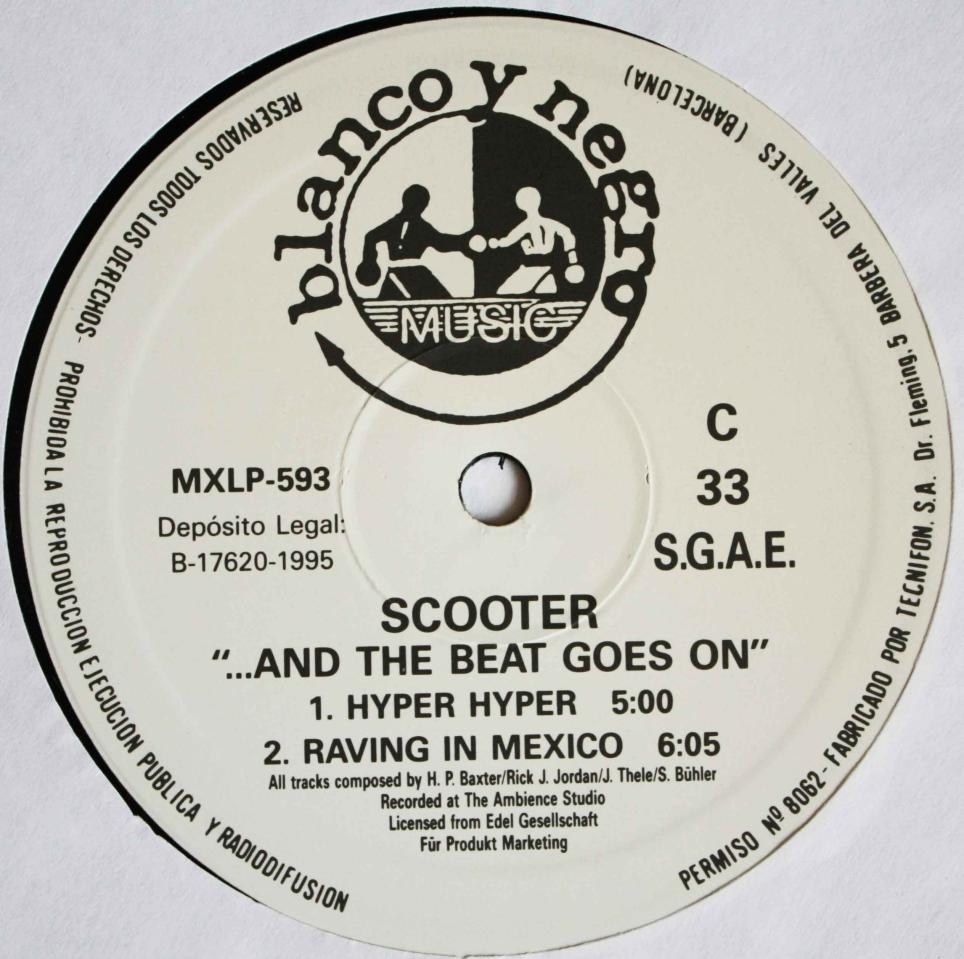 blanco y negro
MUSIC
MXLP-593
Depósito Legal:
B-17620-1995
C
33
S.G.A.E.
SCOOTER
“...AND THE BEAT GOES ON”
1. HYPER HYPER 5:00
2. RAVING IN MEXICO 6:05
All tracks composed by H. P. Baxter/Rick J. Jordan/J. Thele/S. Bühler
Recorded at The Ambience Studio
Licensed from Edel Gesellschaft
Für Produkt Marketing
RESERVADOS TODOS LOS DERECHOS- PROHIBIDA LA REPRODUCCION EJECUCION PUBLICA Y RADIODIFUSION
PERMISO Nº 8062 - FABRICADO POR TECNIFON, S.A. Dr. Fleming, 5 BARBERA DEL VALLES (BARCELONA)